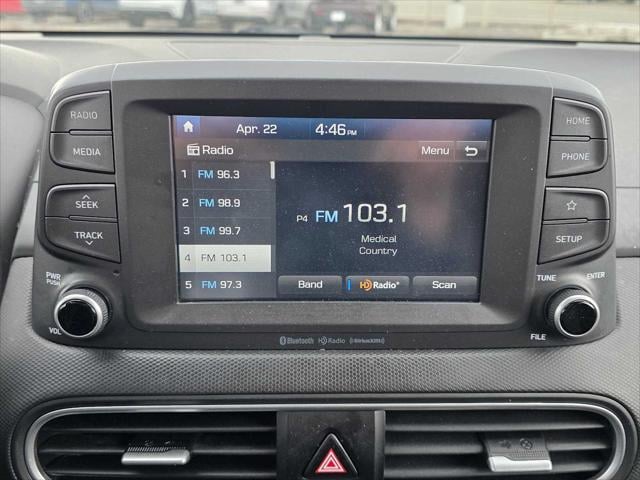 RADIO
MEDIA
SEEK
TRACK
PWR
PUSH
VOL
Apr. 22 4:46 PM
Radio Menu
1 FM 96.3
2 FM 98.9
3 FM 99.7
4 FM 103.1
5 FM 97.3
P4 FM 103.1
Medical
Country
Band HD Radio Scan
HOME
PHONE
SETUP
TUNE ENTER
FILE
Bluetooth HD Radio ((SiriusXM))